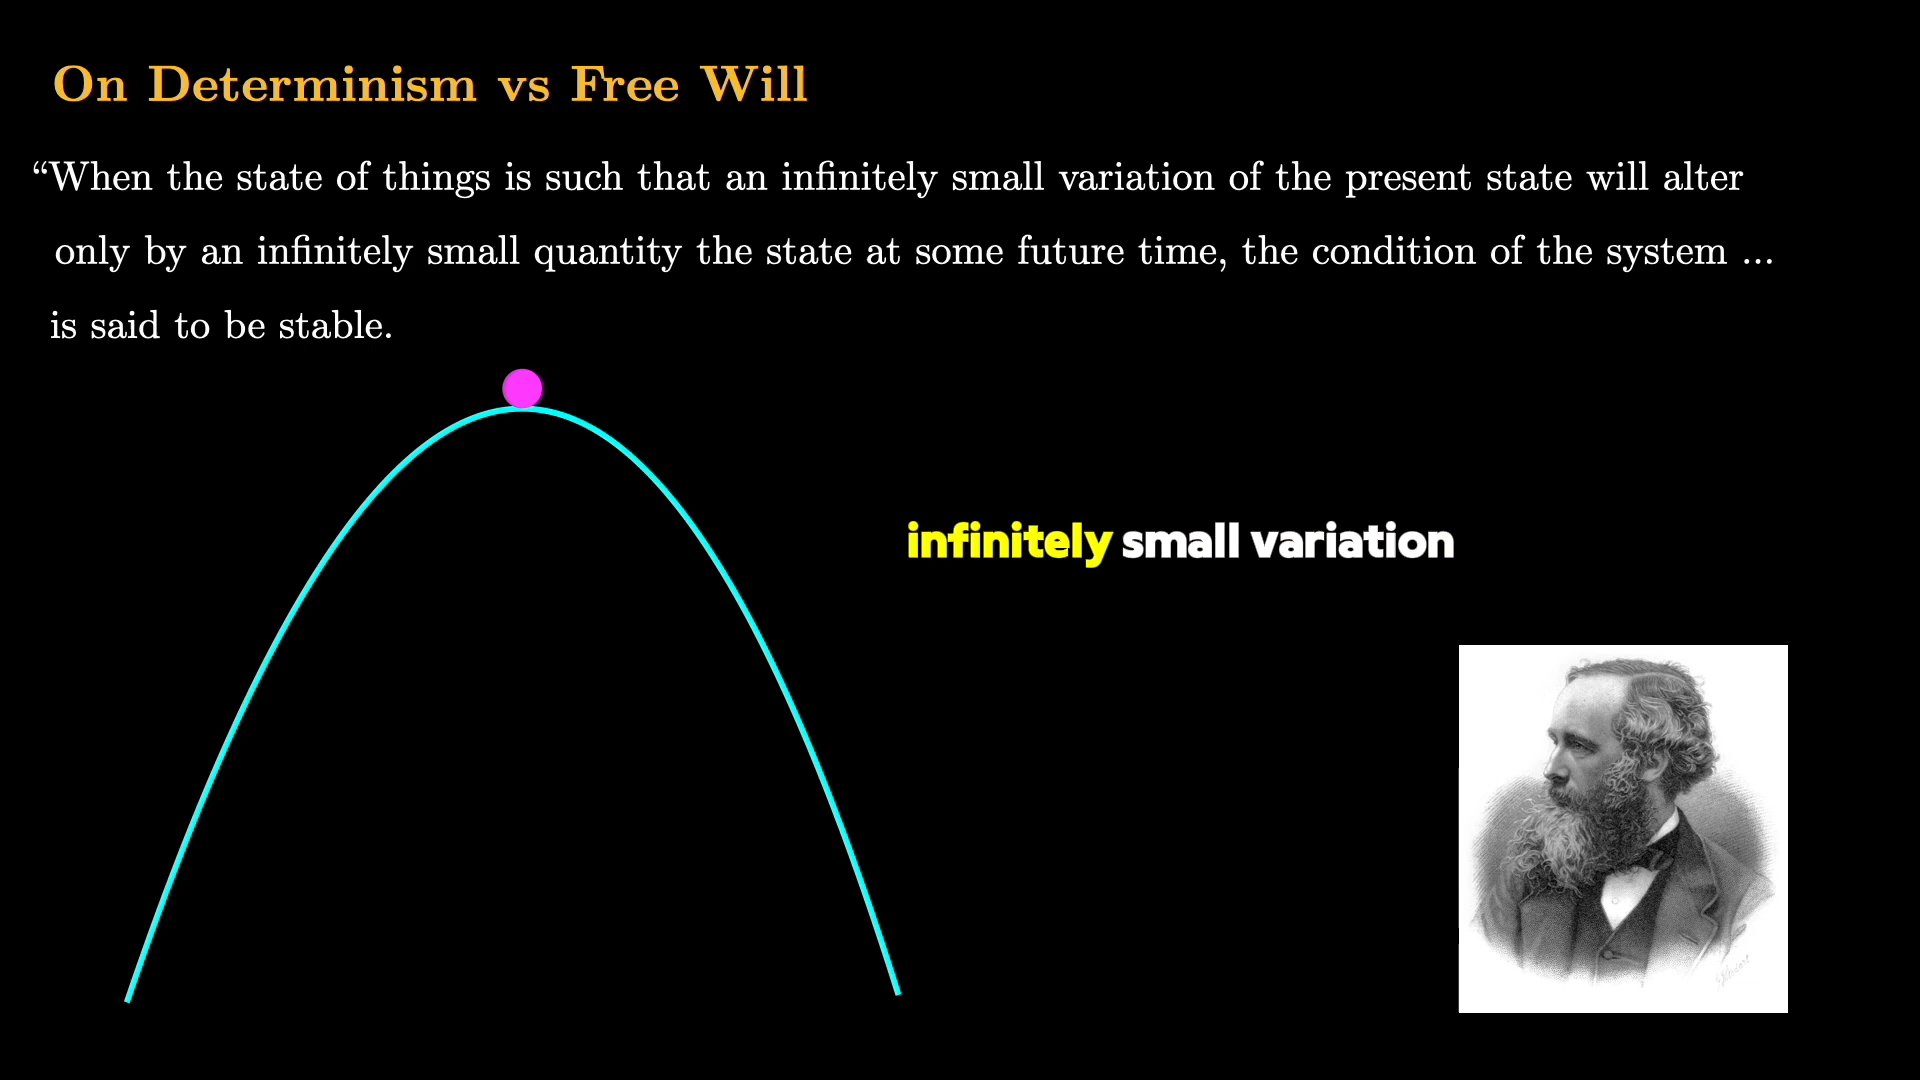 On Determinism vs Free Will
“When the state of things is such that an infinitely small variation of the present state will alter
only by an infinitely small quantity the state at some future time, the condition of the system ...
is said to be stable.
infinitely small variation